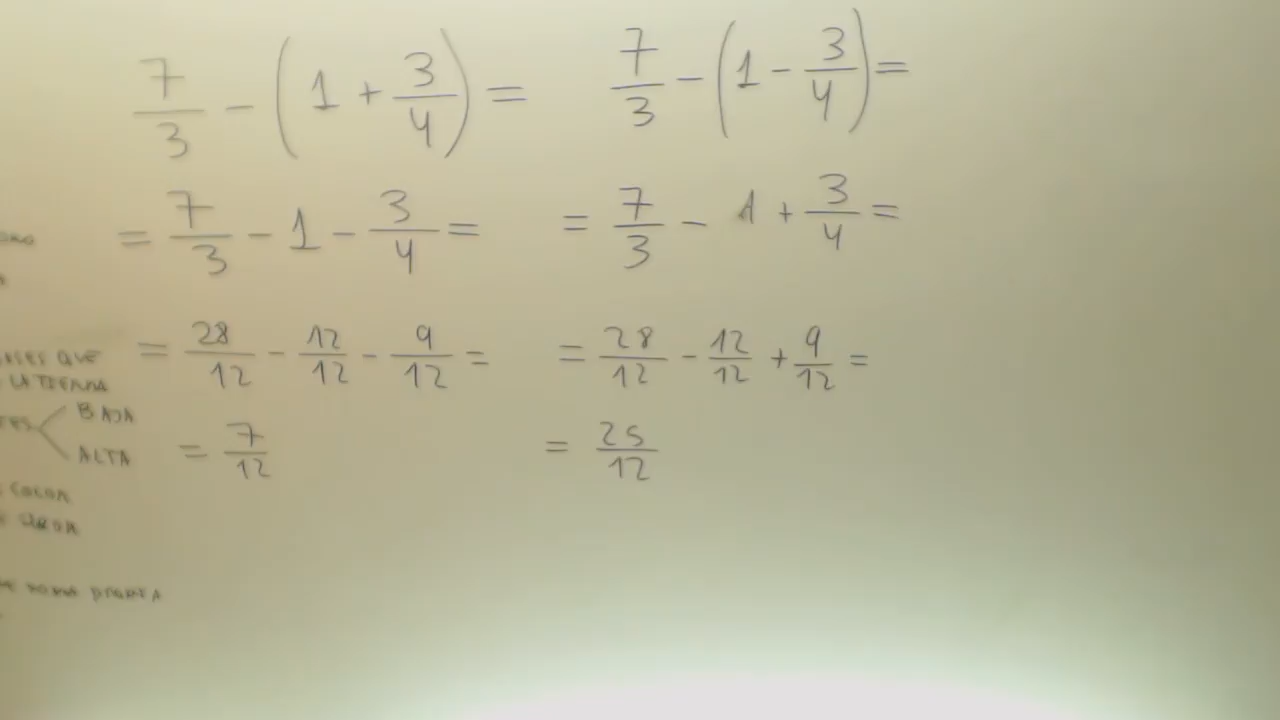 7/3 - (1 + 3/4) =
= 7/3 - 1 - 3/4 =
= 28/12 - 12/12 - 9/12 =
= 7/12
7/3 - (1 - 3/4) =
= 7/3 - 1 + 3/4 =
= 28/12 - 12/12 + 9/12 =
= 25/12
QUE
BAJA
ALTA